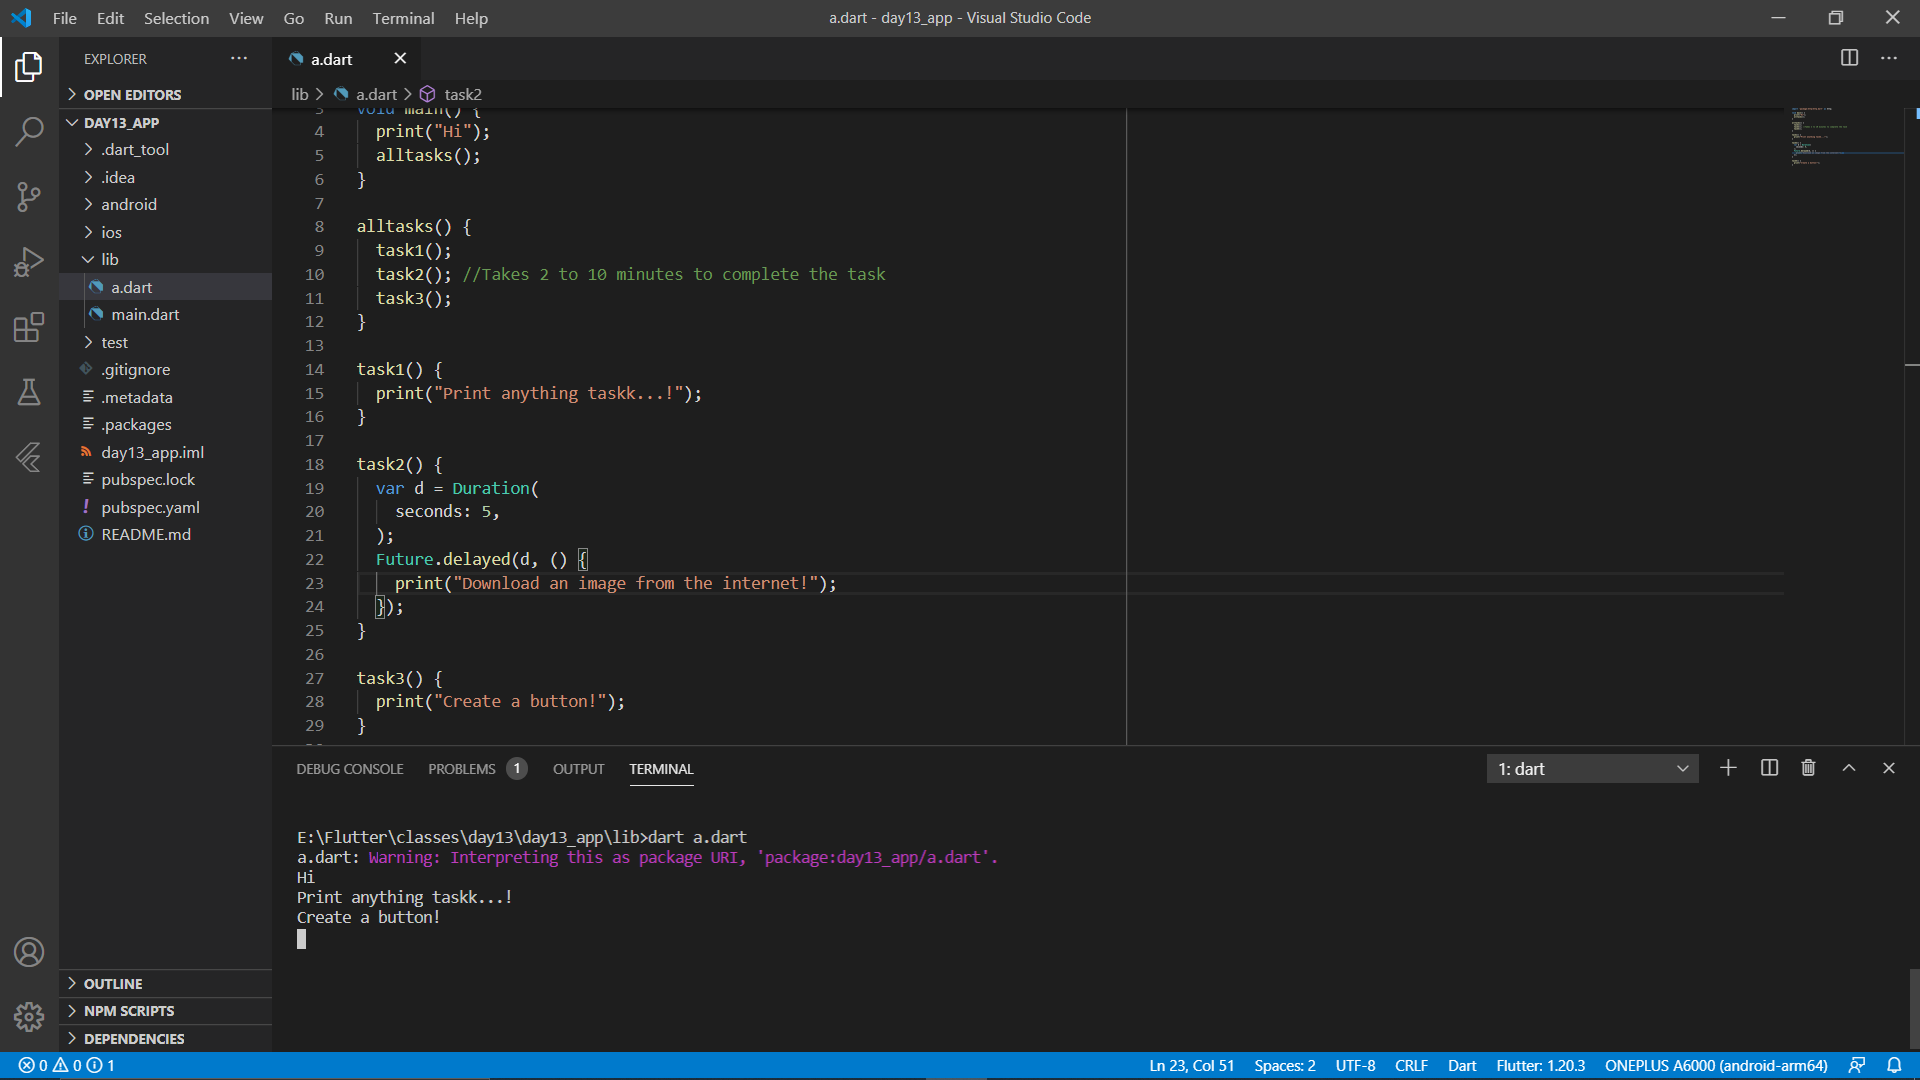 File Edit Selection View Go Run Terminal Help
a.dart - day13_app - Visual Studio Code
EXPLORER
OPEN EDITORS
DAY13_APP
.dart_tool
.idea
android
ios
lib
a.dart
main.dart
test
.gitignore
.metadata
.packages
day13_app.iml
pubspec.lock
pubspec.yaml
README.md
OUTLINE
NPM SCRIPTS
DEPENDENCIES
a.dart
lib > a.dart > task2
3 void main() {
4 print("Hi");
5 alltasks();
6 }
7
8 alltasks() {
9 task1();
10 task2(); //Takes 2 to 10 minutes to complete the task
11 task3();
12 }
13
14 task1() {
15 print("Print anything taskk...!");
16 }
17
18 task2() {
19 var d = Duration(
20 seconds: 5,
21 );
22 Future.delayed(d, () {
23 print("Download an image from the internet!");
24 });
25 }
26
27 task3() {
28 print("Create a button!");
29 }
DEBUG CONSOLE PROBLEMS 1 OUTPUT TERMINAL
1: dart
E:\Flutter\classes\day13\day13_app\lib>dart a.dart
a.dart: Warning: Interpreting this as package URI, 'package:day13_app/a.dart'.
Hi
Print anything taskk...!
Create a button!
0 0 1
Ln 23, Col 51 Spaces: 2 UTF-8 CRLF Dart Flutter: 1.20.3 ONEPLUS A6000 (android-arm64)